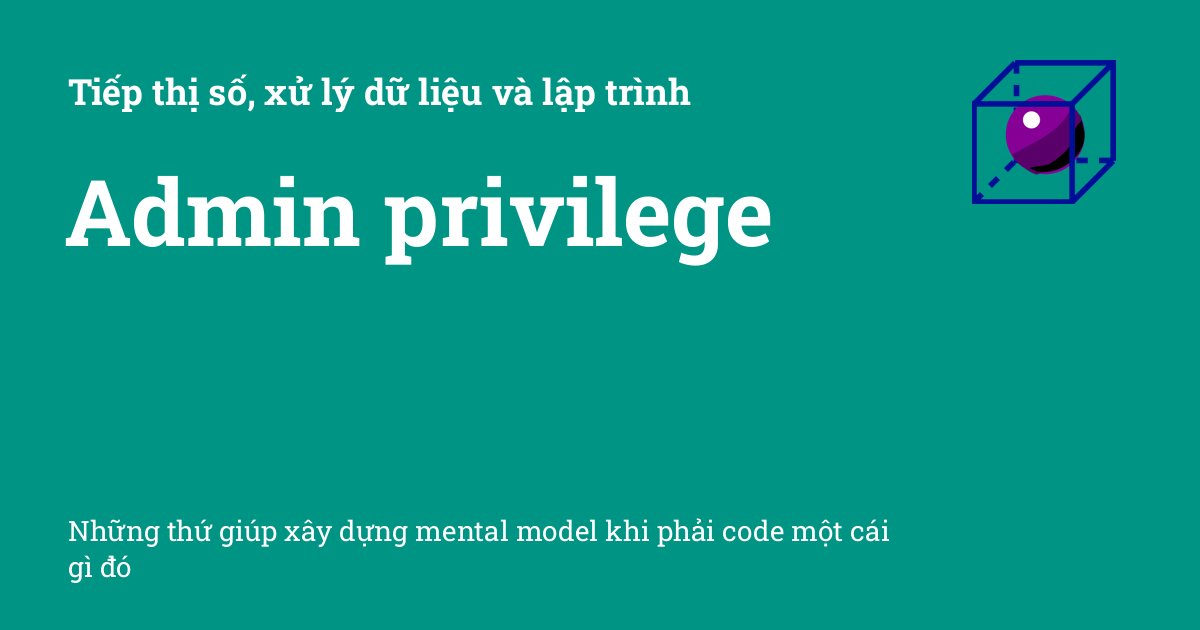 Tiếp thị số, xử lý dữ liệu và lập trình
Admin privilege
Những thứ giúp xây dựng mental model khi phải code một cái
gì đó